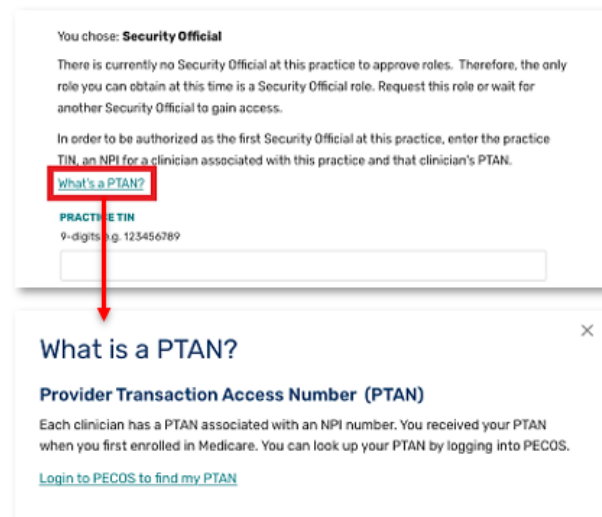 You chose: Security Official
There is currently no Security Official at this practice to approve roles. Therefore, the only
role you can obtain at this time is a Security Official role. Request this role or wait for
another Security Official to gain access.
In order to be authorized as the first Security Official at this practice, enter the practice
TIN, an NPI for a clinician associated with this practice and that clinician's PTAN.
What's a PTAN?
PRACTICE TIN
9-digits e.g. 123456789
What is a PTAN?
Provider Transaction Access Number (PTAN)
Each clinician has a PTAN associated with an NPI number. You received your PTAN
when you first enrolled in Medicare. You can look up your PTAN by logging into PECOS.
Login to PECOS to find my PTAN